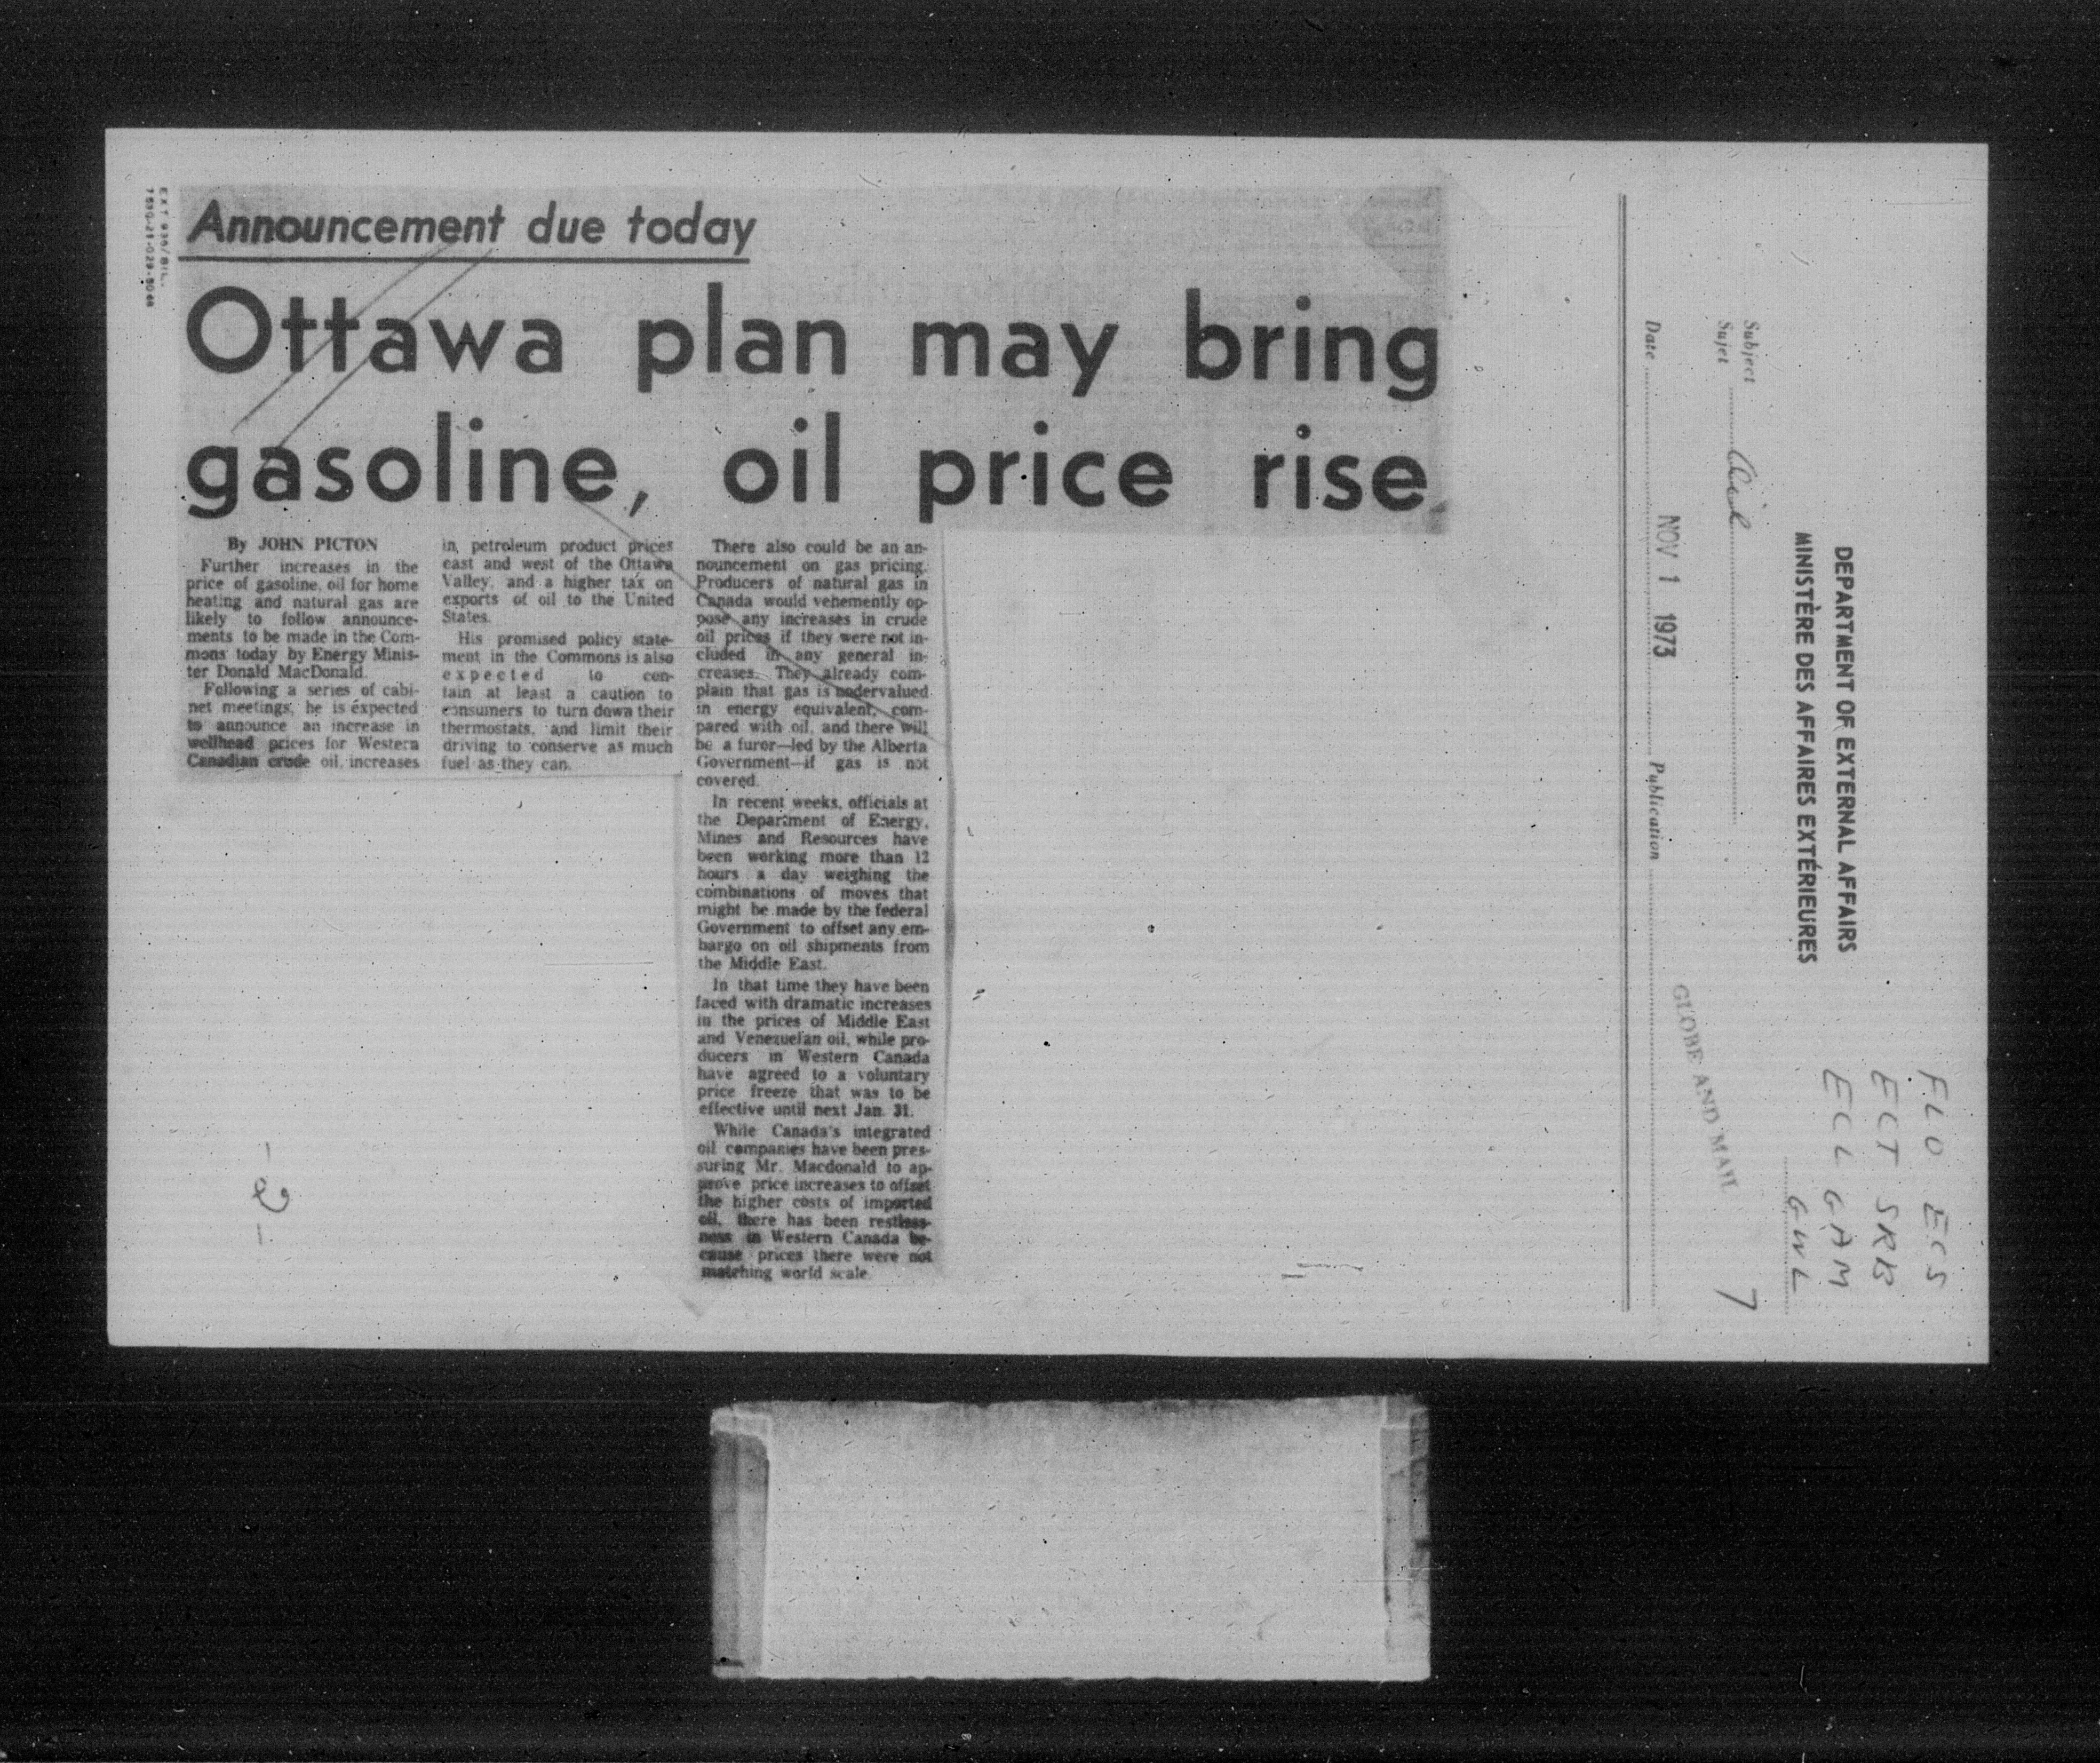 EXT 936/BIL.
7530-21-029-5048
Announcement due today
Ottawa plan may bring
gasoline, oil price rise
By JOHN PICTON
Further increases in the
price of gasoline, oil for home
heating and natural gas are
likely to follow announce-
ments to be made in the Com-
mons today by Energy Minis-
ter Donald MacDonald.
Following a series of cabi-
net meetings, he is expected
to announce an increase in
wellhead prices for Western
Canadian crude oil, increases
in petroleum product prices
east and west of the Ottawa
Valley, and a higher tax on
exports of oil to the United
States.
His promised policy state-
ment in the Commons is also
expected to con-
tain at least a caution to
consumers to turn down their
thermostats, and limit their
driving to conserve as much
fuel as they can.
There also could be an an-
nouncement on gas pricing.
Producers of natural gas in
Canada would vehemently op-
pose any increases in crude
oil prices if they were not in-
cluded in any general in-
creases. They already com-
plain that gas is undervalued
in energy equivalent, com-
pared with oil, and there will
be a furor—led by the Alberta
Government—if gas is not
covered.
In recent weeks, officials at
the Department of Energy,
Mines and Resources have
been working more than 12
hours a day weighing the
combinations of moves that
might be made by the federal
Government to offset any em-
bargo on oil shipments from
the Middle East.
In that time they have been
faced with dramatic increases
in the prices of Middle East
and Venezuelan oil, while pro-
ducers in Western Canada
have agreed to a voluntary
price freeze that was to be
effective until next Jan. 31.
While Canada's integrated
oil companies have been pres-
suring Mr. Macdonald to ap-
prove price increases to offset
the higher costs of imported
oil, there has been restless-
ness in Western Canada be-
cause prices there were not
matching world scale.
- 2 -
DEPARTMENT OF EXTERNAL AFFAIRS
MINISTÈRE DES AFFAIRES EXTÉRIEURES
Subject
Sujet
Date NOV 1 1973 Publication GLOBE AND MAIL
FLO ECS
ECT SRB
ECL GAM
GWL
7